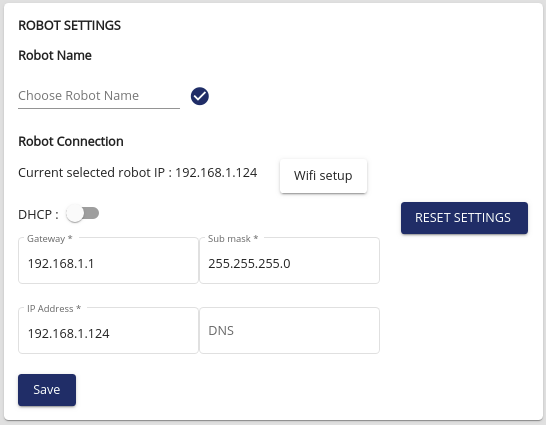 ROBOT SETTINGS
Robot Name
Choose Robot Name
Robot Connection
Current selected robot IP : 192.168.1.124
Wifi setup
DHCP :
RESET SETTINGS
Gateway * Sub mask *
192.168.1.1 255.255.255.0
IP Address *
192.168.1.124 DNS
Save